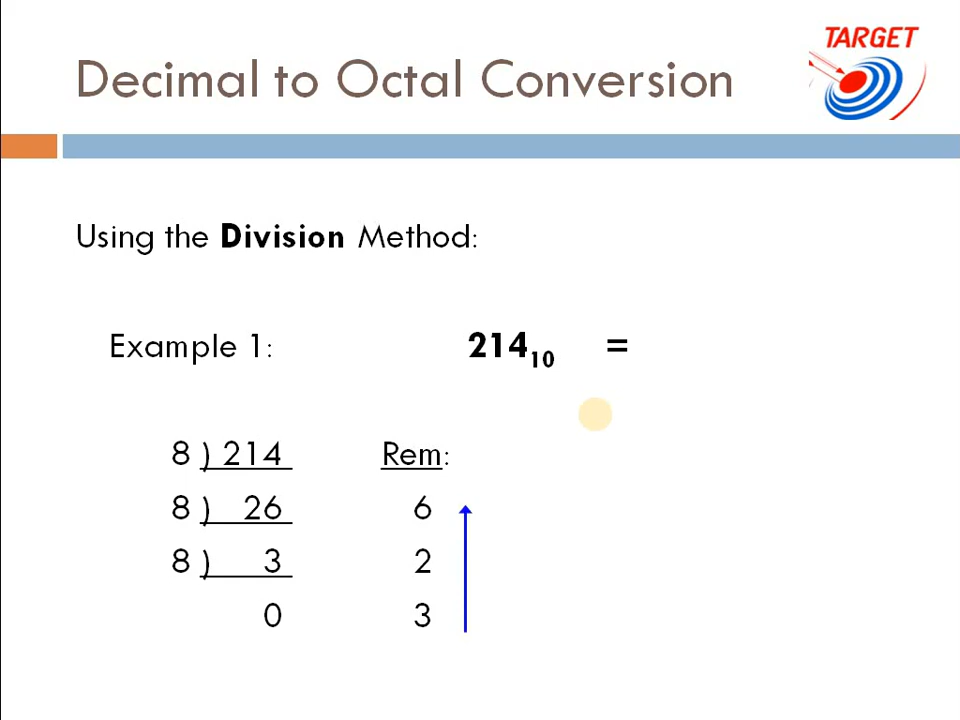 Decimal to Octal Conversion
TARGET
Using the Division Method:
Example 1: 214₁₀ =
8 ) 214 Rem:
8 ) 26 6
8 ) 3 2
0 3